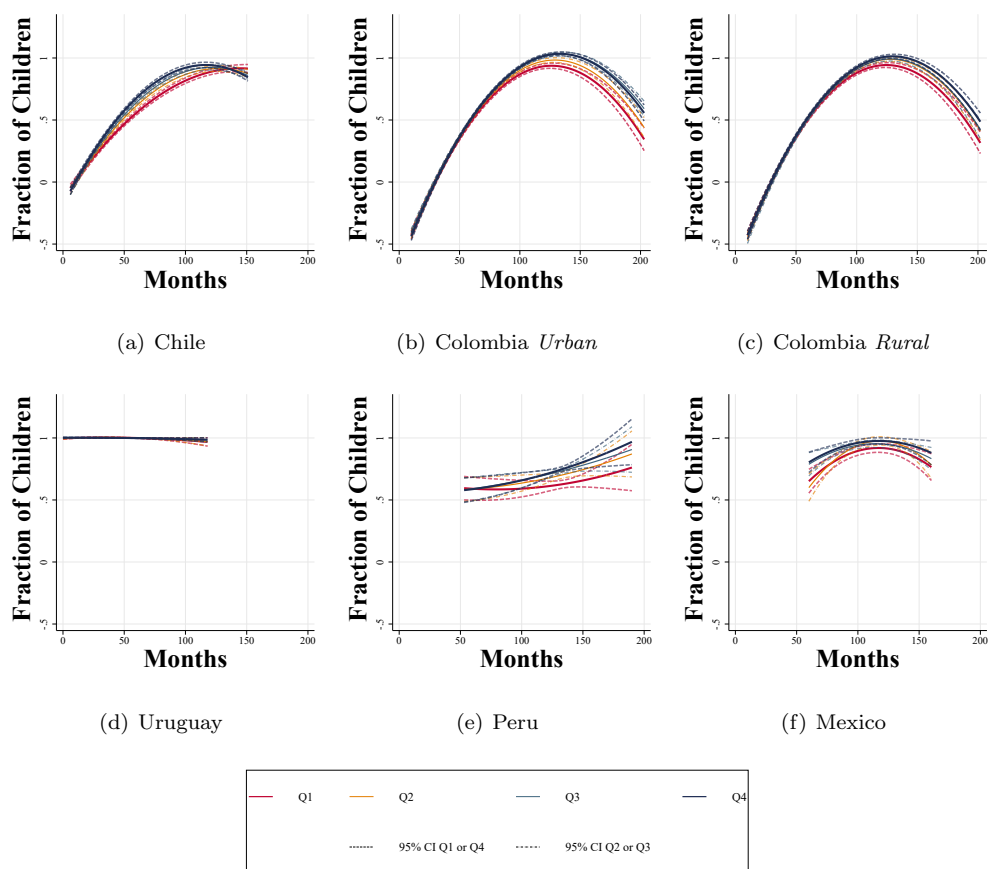 Fraction of Children
1
.5
0
-.5
0 50 100 150 200
Months
(a) Chile
Fraction of Children
1
.5
0
-.5
0 50 100 150 200
Months
(b) Colombia Urban
Fraction of Children
1
.5
0
-.5
0 50 100 150 200
Months
(c) Colombia Rural
Fraction of Children
1
.5
0
-.5
0 50 100 150 200
Months
(d) Uruguay
Fraction of Children
1
.5
0
-.5
0 50 100 150 200
Months
(e) Peru
Fraction of Children
1
.5
0
-.5
0 50 100 150 200
Months
(f) Mexico
Q1 Q2 Q3 Q4
95% CI Q1 or Q4 95% CI Q2 or Q3